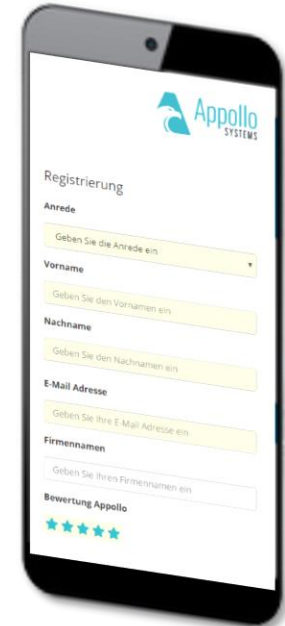 Appollo
SYSTEMS
Registrierung
Anrede
Geben Sie die Anrede ein
Vorname
Geben Sie den Vornamen ein
Nachname
Geben Sie den Nachnamen ein
E-Mail Adresse
Geben Sie Ihre E-Mail Adresse ein
Firmennamen
Geben Sie Ihren Firmennamen ein
Bewertung Appollo